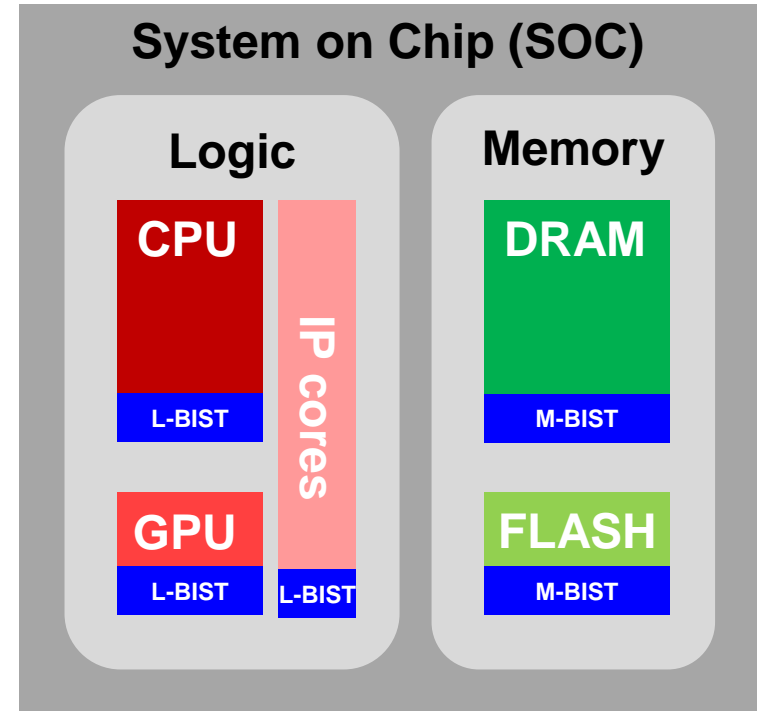 System on Chip (SOC)
Logic
CPU
L-BIST
GPU
L-BIST
IP cores
L-BIST
Memory
DRAM
M-BIST
FLASH
M-BIST